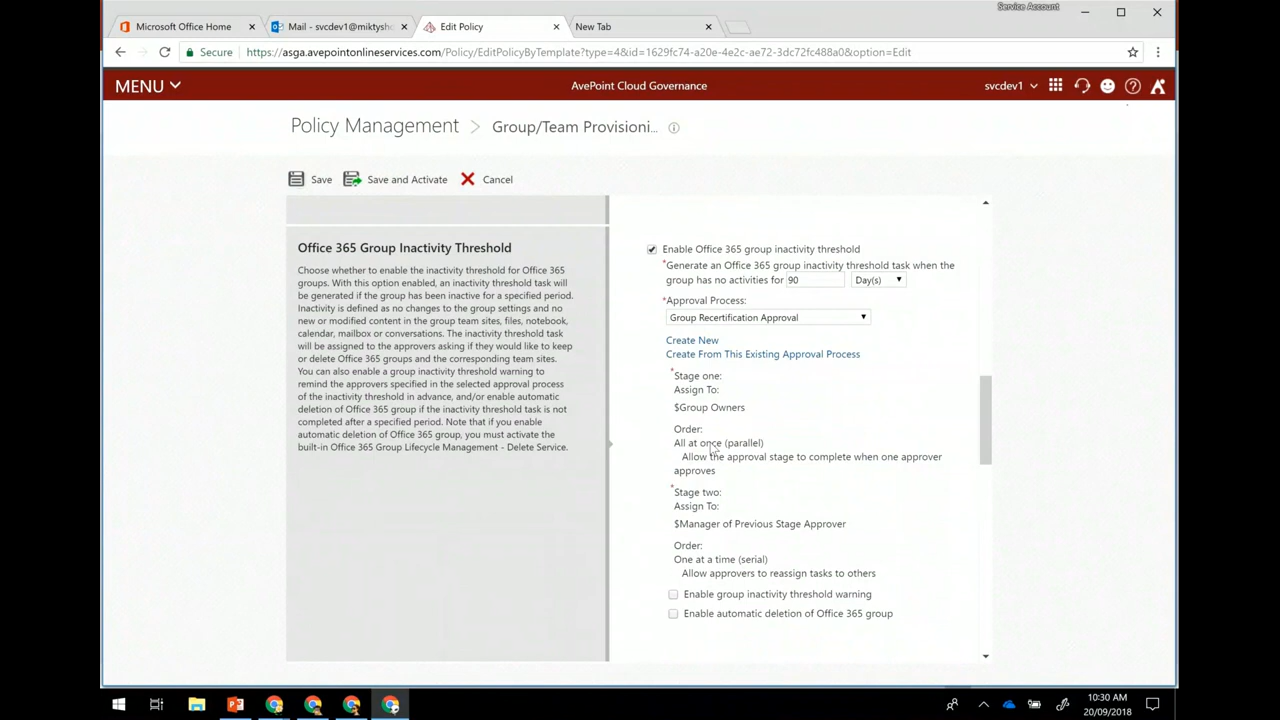 Service Account
Microsoft Office Home
Mail - svcdev1@miktysh
Edit Policy
New Tab
Secure
https://asga.avepointonlineservices.com/Policy/EditPolicyByTemplate?type=4&id=1629fc74-a20e-4e2c-ae72-3dc72fc488a0&option=Edit
MENU
AvePoint Cloud Governance
svcdev1
Policy Management > Group/Team Provisioni...
Save
Save and Activate
Cancel
Office 365 Group Inactivity Threshold
Choose whether to enable the inactivity threshold for Office 365
groups. With this option enabled, an inactivity threshold task will
be generated if the group has been inactive for a specified period.
Inactivity is defined as no changes to the group settings and no
new or modified content in the group team sites, files, notebook,
calendar, mailbox or conversations. The inactivity threshold task
will be assigned to the approvers asking if they would like to keep
or delete Office 365 groups and the corresponding team sites.
You can also enable a group inactivity threshold warning to
remind the approvers specified in the selected approval process
of the inactivity threshold in advance, and/or enable automatic
deletion of Office 365 group if the inactivity threshold task is not
completed after a specified period. Note that if you enable
automatic deletion of Office 365 group, you must activate the
built-in Office 365 Group Lifecycle Management - Delete Service.
Enable Office 365 group inactivity threshold
*Generate an Office 365 group inactivity threshold task when the
group has no activities for 90 Day(s)
*Approval Process:
Group Recertification Approval
Create New
Create From This Existing Approval Process
*Stage one:
Assign To:
$Group Owners
Order:
All at once (parallel)
Allow the approval stage to complete when one approver
approves
*Stage two:
Assign To:
$Manager of Previous Stage Approver
Order:
One at a time (serial)
Allow approvers to reassign tasks to others
Enable group inactivity threshold warning
Enable automatic deletion of Office 365 group
10:30 AM
20/09/2018